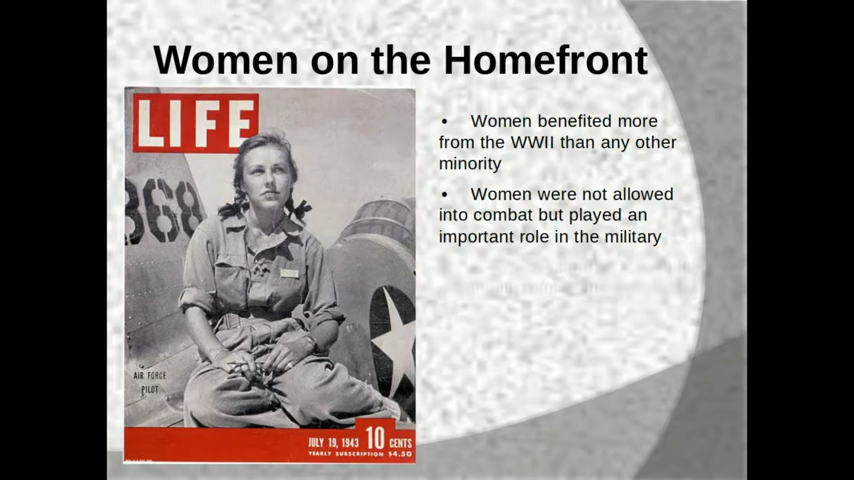 Women on the Homefront
LIFE
368
AIR FORCE
PILOT
JULY 19, 1943 10 CENTS
YEARLY SUBSCRIPTION $4.50
• Women benefited more
from the WWII than any other
minority
• Women were not allowed
into combat but played an
important role in the military